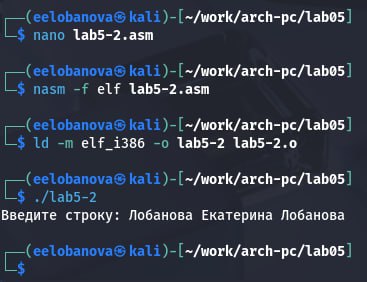 ┌──(eelobanova㉿kali)-[~/work/arch-pc/lab05]
└─$ nano lab5-2.asm
┌──(eelobanova㉿kali)-[~/work/arch-pc/lab05]
└─$ nasm -f elf lab5-2.asm
┌──(eelobanova㉿kali)-[~/work/arch-pc/lab05]
└─$ ld -m elf_i386 -o lab5-2 lab5-2.o
┌──(eelobanova㉿kali)-[~/work/arch-pc/lab05]
└─$ ./lab5-2
Введите строку: Лобанова Екатерина Лобанова
┌──(eelobanova㉿kali)-[~/work/arch-pc/lab05]
└─$